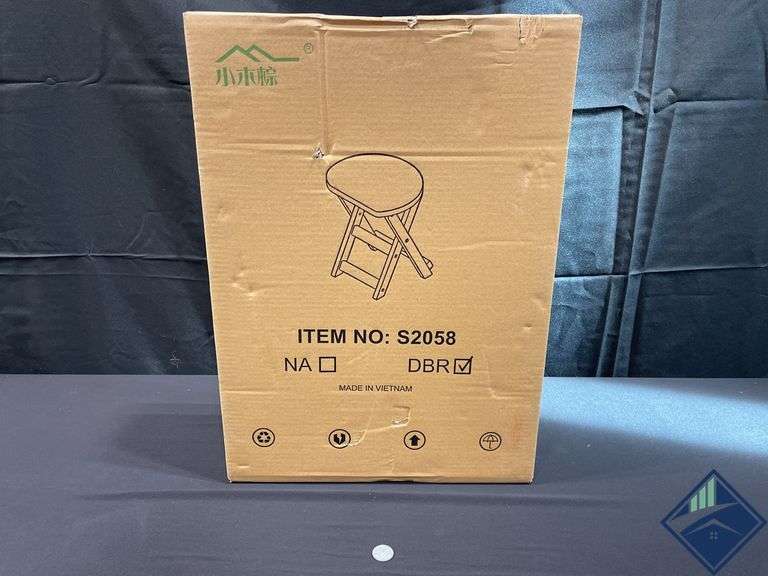 小木棕®
ITEM NO: S2058
NA ☐ DBR ☑
MADE IN VIETNAM